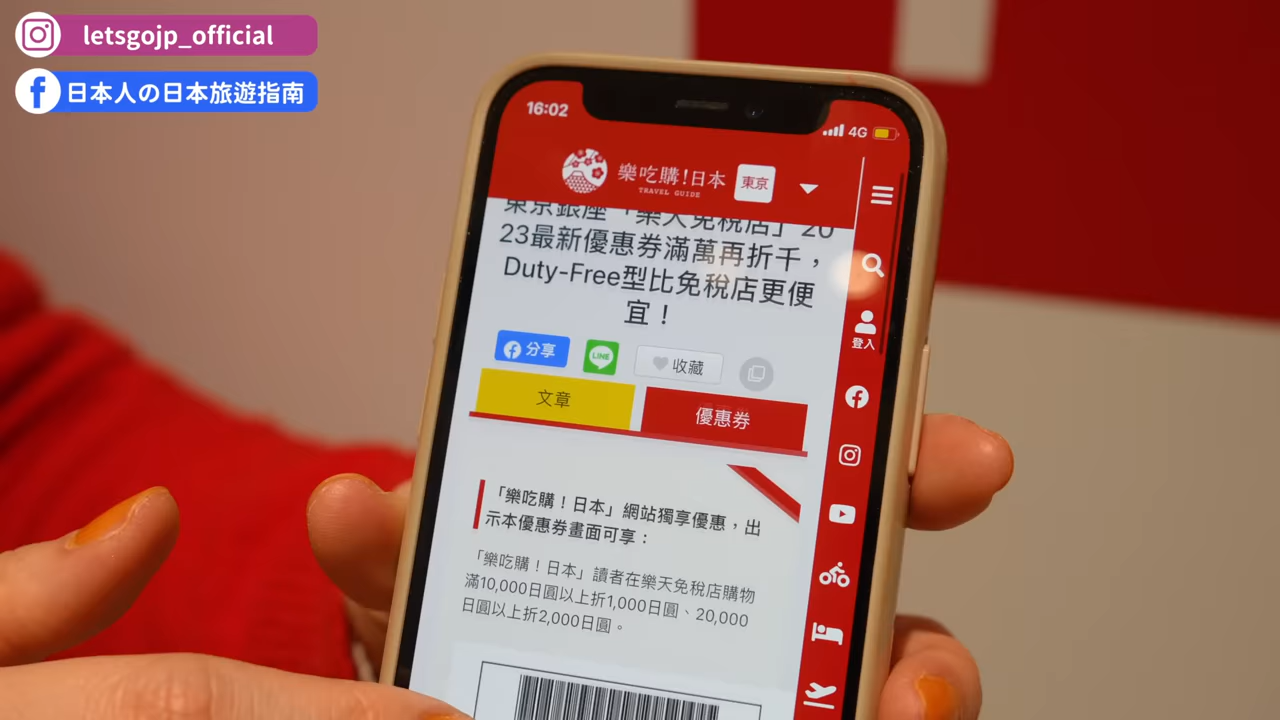 letsgojp_official
日本人の日本旅遊指南
16:02
4G
樂吃購!日本
TRAVEL GUIDE
東京
東京銀座「樂天免稅店」20
23最新優惠券滿萬再折千，
Duty-Free型比免稅店更便
宜！
分享
LINE
收藏
登入
文章
優惠券
「樂吃購！日本」網站獨享優惠，出
示本優惠券畫面可享：
「樂吃購！日本」讀者在樂天免稅店購物
滿10,000日圓以上折1,000日圓、20,000
日圓以上折2,000日圓。